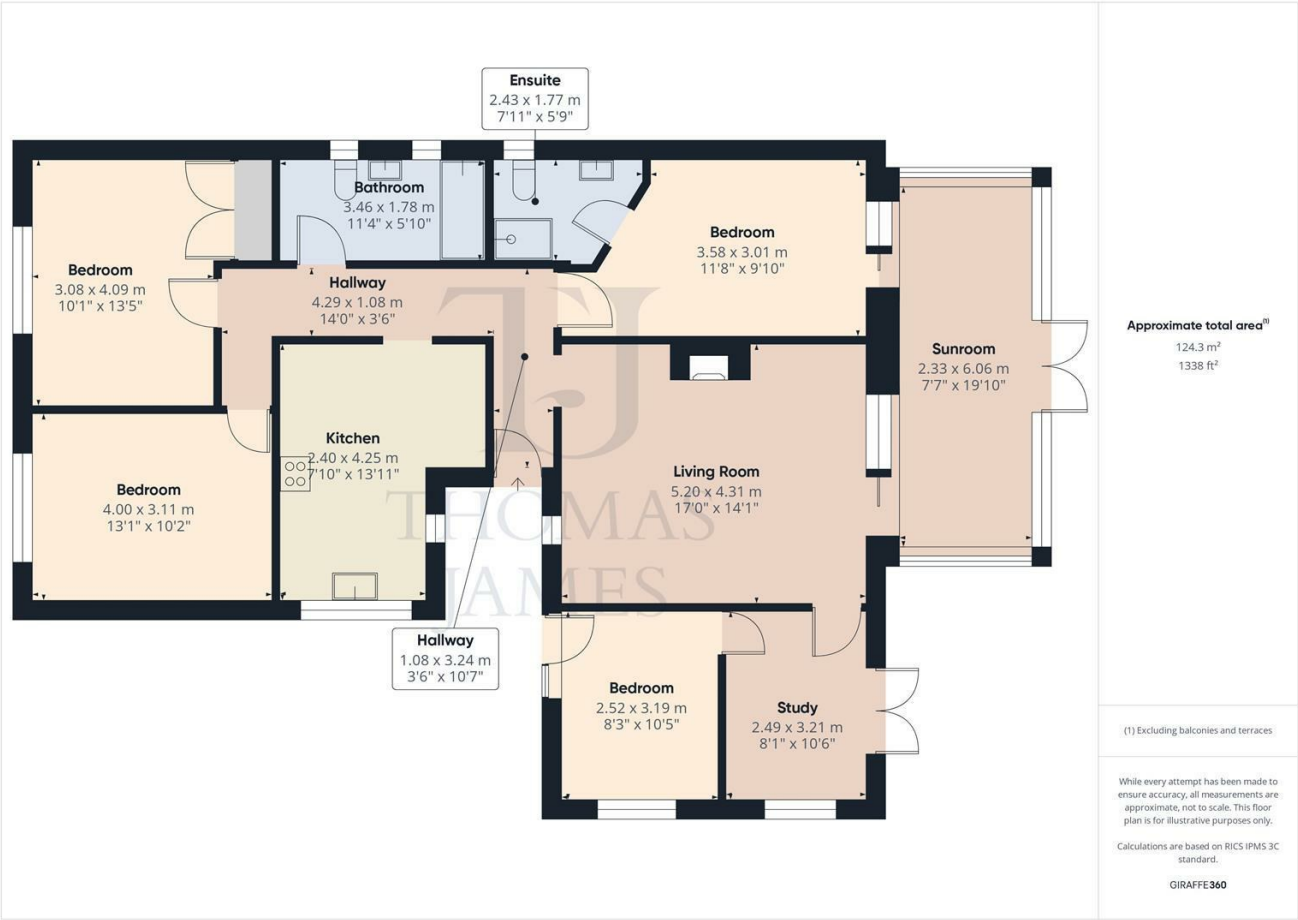 Ensuite
2.43 x 1.77 m
7'11" x 5'9"
Bathroom
3.46 x 1.78 m
11'4" x 5'10"
Bedroom
3.58 x 3.01 m
11'8" x 9'10"
Bedroom
3.08 x 4.09 m
10'1" x 13'5"
Hallway
4.29 x 1.08 m
14'0" x 3'6"
Sunroom
2.33 x 6.06 m
7'7" x 19'10"
Kitchen
2.40 x 4.25 m
7'10" x 13'11"
Living Room
5.20 x 4.31 m
17'0" x 14'1"
Bedroom
4.00 x 3.11 m
13'1" x 10'2"
TJ
THOMAS
JAMES
Hallway
1.08 x 3.24 m
3'6" x 10'7"
Bedroom
2.52 x 3.19 m
8'3" x 10'5"
Study
2.49 x 3.21 m
8'1" x 10'6"
Approximate total area(1)
124.3 m²
1338 ft²
(1) Excluding balconies and terraces
While every attempt has been made to
ensure accuracy, all measurements are
approximate, not to scale. This floor
plan is for illustrative purposes only.
Calculations are based on RICS IPMS 3C
standard.
GIRAFFE360